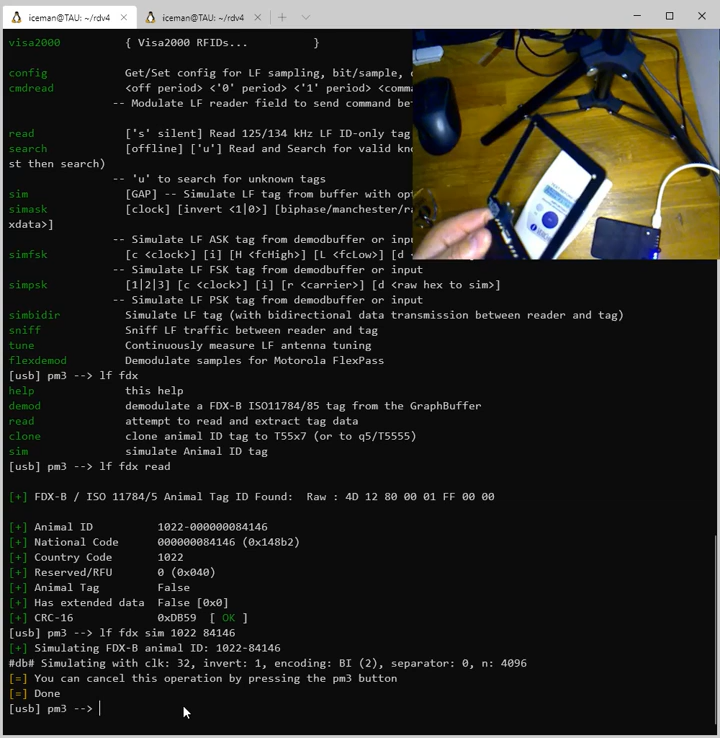 iceman@TAU: ~/rdv4
iceman@TAU: ~/rdv4
visa2000 { Visa2000 RFIDs... }
config Get/Set config for LF sampling, bit/sample,
cmdread <off period> <'0' period> <'1' period> <comma
-- Modulate LF reader field to send command be
read ['s' silent] Read 125/134 kHz LF ID-only tag
search [offline] ['u'] Read and Search for valid kn
st then search)
-- 'u' to search for unknown tags
sim [GAP] -- Simulate LF tag from buffer with op
simask [clock] [invert <1|0>] [biphase/manchester/ra
xdata>]
-- Simulate LF ASK tag from demodbuffer or inpu
simfsk [c <clock>] [i] [H <fcHigh>] [L <fcLow>] [d
-- Simulate LF FSK tag from demodbuffer or input
simpsk [1|2|3] [c <clock>] [i] [r <carrier>] [d <raw hex to sim>]
-- Simulate LF PSK tag from demodbuffer or input
simbidir Simulate LF tag (with bidirectional data transmission between reader and tag)
sniff Sniff LF traffic between reader and tag
tune Continuously measure LF antenna tuning
flexdemod Demodulate samples for Motorola FlexPass
[usb] pm3 --> lf fdx
help this help
demod demodulate a FDX-B ISO11784/85 tag from the GraphBuffer
read attempt to read and extract tag data
clone clone animal ID tag to T55x7 (or to q5/T5555)
sim simulate Animal ID tag
[usb] pm3 --> lf fdx read
[+] FDX-B / ISO 11784/5 Animal Tag ID Found: Raw : 4D 12 80 00 01 FF 00 00
[+] Animal ID 1022-000000084146
[+] National Code 000000084146 (0x148b2)
[+] Country Code 1022
[+] Reserved/RFU 0 (0x040)
[+] Animal Tag False
[+] Has extended data False [0x0]
[+] CRC-16 0xDB59 [ OK ]
[usb] pm3 --> lf fdx sim 1022 84146
[+] Simulating FDX-B animal ID: 1022-84146
#db# Simulating with clk: 32, invert: 1, encoding: BI (2), separator: 0, n: 4096
[=] You can cancel this operation by pressing the pm3 button
[=] Done
[usb] pm3 -->